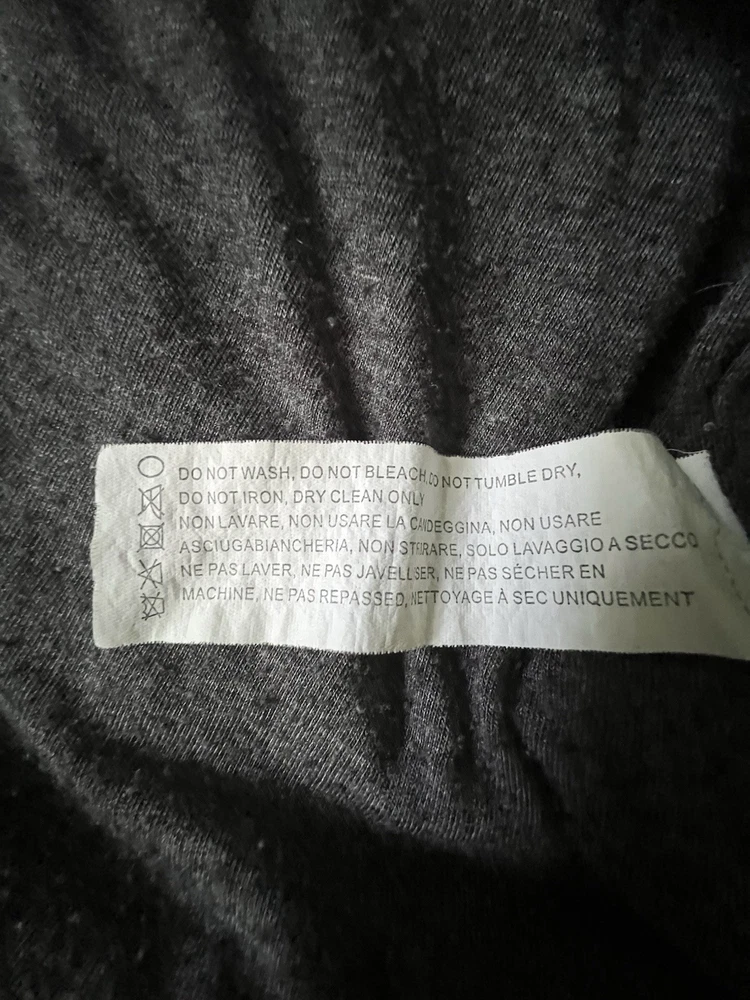 DO NOT WASH, DO NOT BLEACH, DO NOT TUMBLE DRY,
DO NOT IRON, DRY CLEAN ONLY
NON LAVARE, NON USARE LA CANDEGGINA, NON USARE
ASCIUGABIANCHERIA, NON STIRARE, SOLO LAVAGGIO A SECCO
NE PAS LAVER, NE PAS JAVELLISER, NE PAS SÉCHER EN
MACHINE, NE PAS REPASSED, NETTOYAGE À SEC UNIQUEMENT